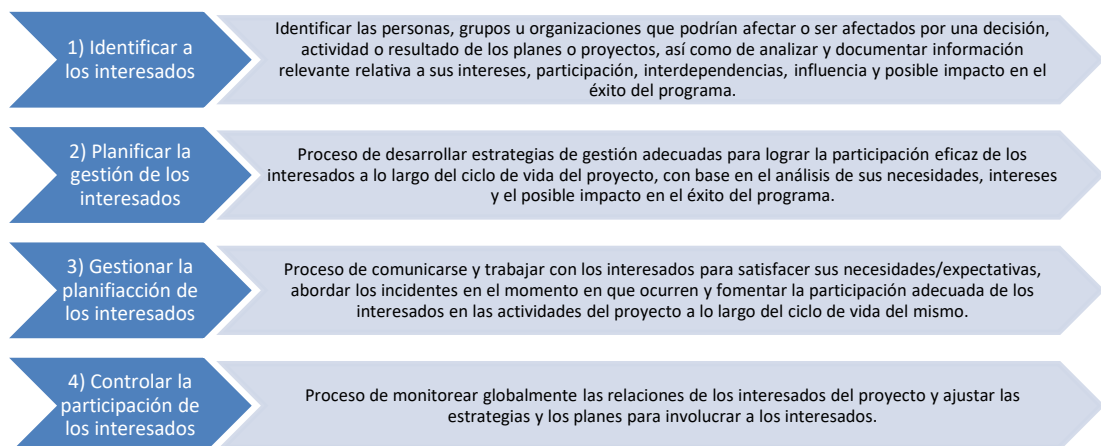 1) Identificar a
los interesados
Identificar las personas, grupos u organizaciones que podrían afectar o ser afectados por una decisión,
actividad o resultado de los planes o proyectos, así como de analizar y documentar información
relevante relativa a sus intereses, participación, interdependencias, influencia y posible impacto en el
éxito del programa.
2) Planificar la
gestión de los
interesados
Proceso de desarrollar estrategias de gestión adecuadas para lograr la participación eficaz de los
interesados a lo largo del ciclo de vida del proyecto, con base en el análisis de sus necesidades, intereses
y el posible impacto en el éxito del programa.
3) Gestionar la
planifiacción de
los interesados
Proceso de comunicarse y trabajar con los interesados para satisfacer sus necesidades/expectativas,
abordar los incidentes en el momento en que ocurren y fomentar la participación adecuada de los
interesados en las actividades del proyecto a lo largo del ciclo de vida del mismo.
4) Controlar la
participación de
los interesados
Proceso de monitorear globalmente las relaciones de los interesados del proyecto y ajustar las
estrategias y los planes para involucrar a los interesados.